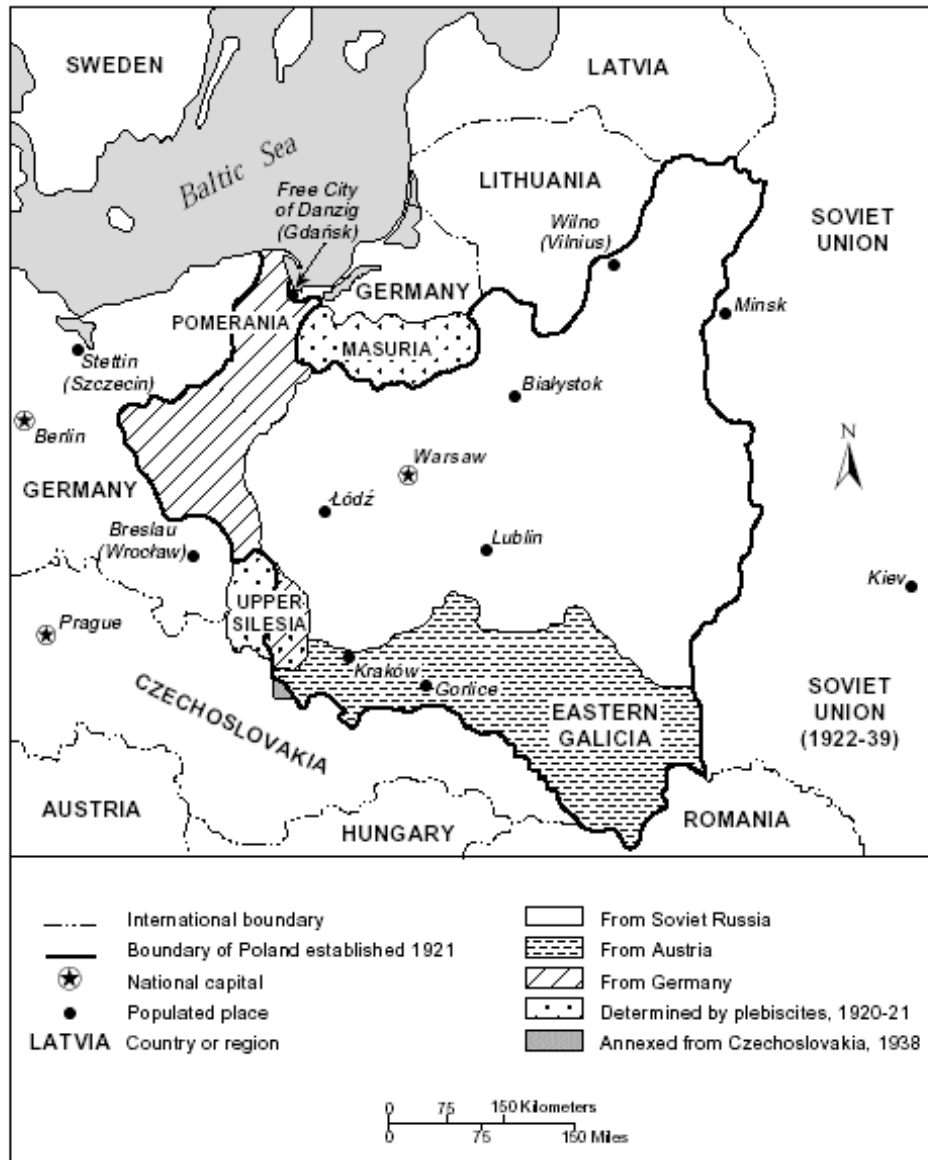 SWEDEN
LATVIA
Baltic Sea
Free City
of Danzig
(Gdańsk)
LITHUANIA
Wilno
(Vilnius)
SOVIET
UNION
GERMANY
Minsk
POMERANIA
MASURIA
Stettin
(Szczecin)
Białystok
Berlin
N
Warsaw
GERMANY
Łódź
Breslau
(Wrocław)
Lublin
Kiev
UPPER
SILESIA
Prague
Kraków
Gorlice
CZECHOSLOVAKIA
EASTERN
GALICIA
SOVIET
UNION
(1922-39)
AUSTRIA
HUNGARY
ROMANIA
International boundary
Boundary of Poland established 1921
National capital
Populated place
LATVIA Country or region
From Soviet Russia
From Austria
From Germany
Determined by plebiscites, 1920-21
Annexed from Czechoslovakia, 1938
0 75 150 Kilometers
0 75 150 Miles